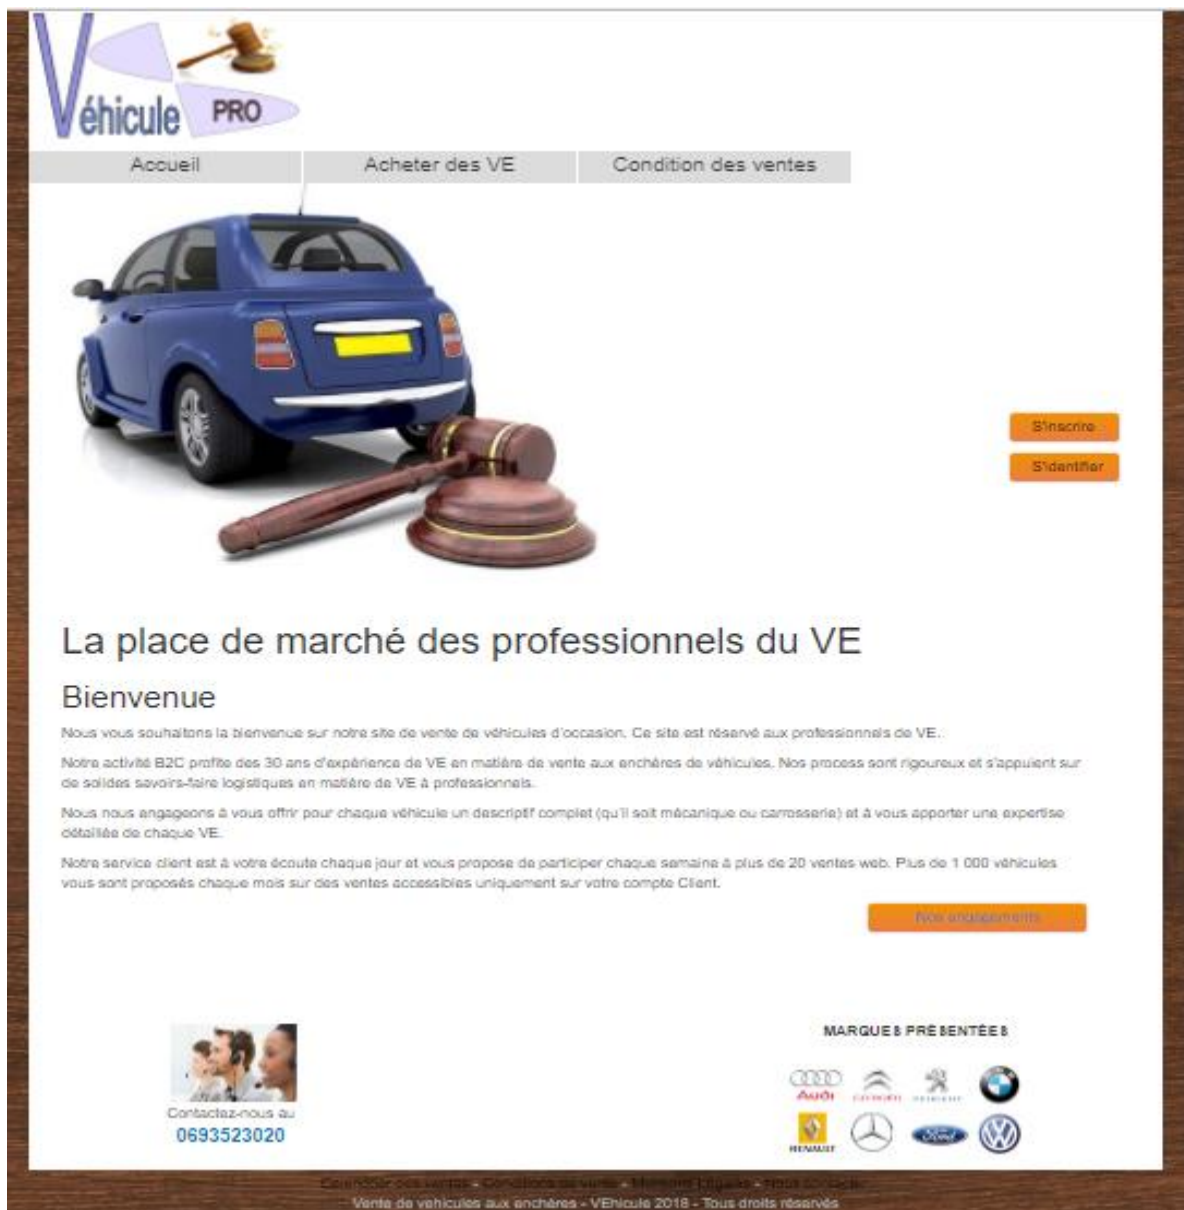 Véhicule PRO
Accueil Acheter des VE Condition des ventes
S'inscrire
S'identifier
La place de marché des professionnels du VE
Bienvenue
Nous vous souhaitons la bienvenue sur notre site de vente de véhicules d'occasion. Ce site est réservé aux professionnels de VE.
Notre activité B2C profite des 30 ans d'expérience de VE en matière de vente aux enchères de véhicules. Nos process sont rigoureux et s'appuient sur
de solides savoirs-faire logistiques en matière de VE à professionnels.
Nous nous engageons à vous offrir pour chaque véhicule un descriptif complet (qu'il soit mécanique ou carrosserie) et à vous apporter une expertise
détaillée de chaque VE.
Notre service client est à votre écoute chaque jour et vous propose de participer chaque semaine à plus de 20 ventes web. Plus de 1 000 véhicules
vous sont proposés chaque mois sur des ventes accessibles uniquement sur votre compte Client.
Nos engagements
MARQUES PRÉSENTÉES
Audi CITROËN PEUGEOT BMW
Contactez-nous au
0693523020
RENAULT Ford
Calendrier des ventes - Conditions de vente - Mentions Légales - Nous contacter
Vente de vehicules aux enchères - VEhicule 2018 - Tous droits réservés